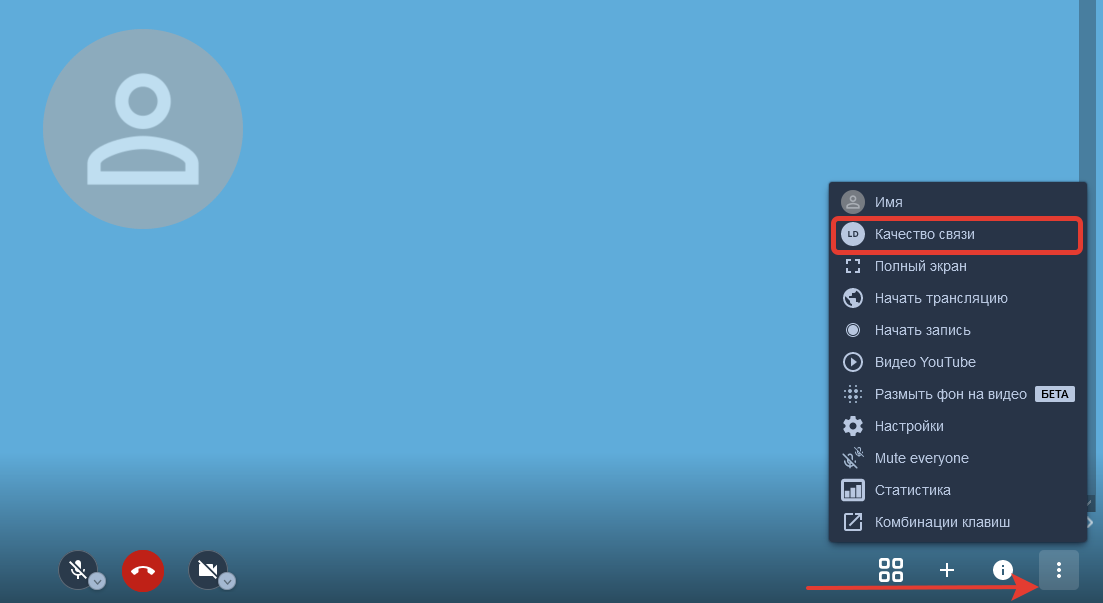 Имя
LD Качество связи
Полный экран
Начать трансляцию
Начать запись
Видео YouTube
Размыть фон на видео БЕТА
Настройки
Mute everyone
Статистика
Комбинации клавиш